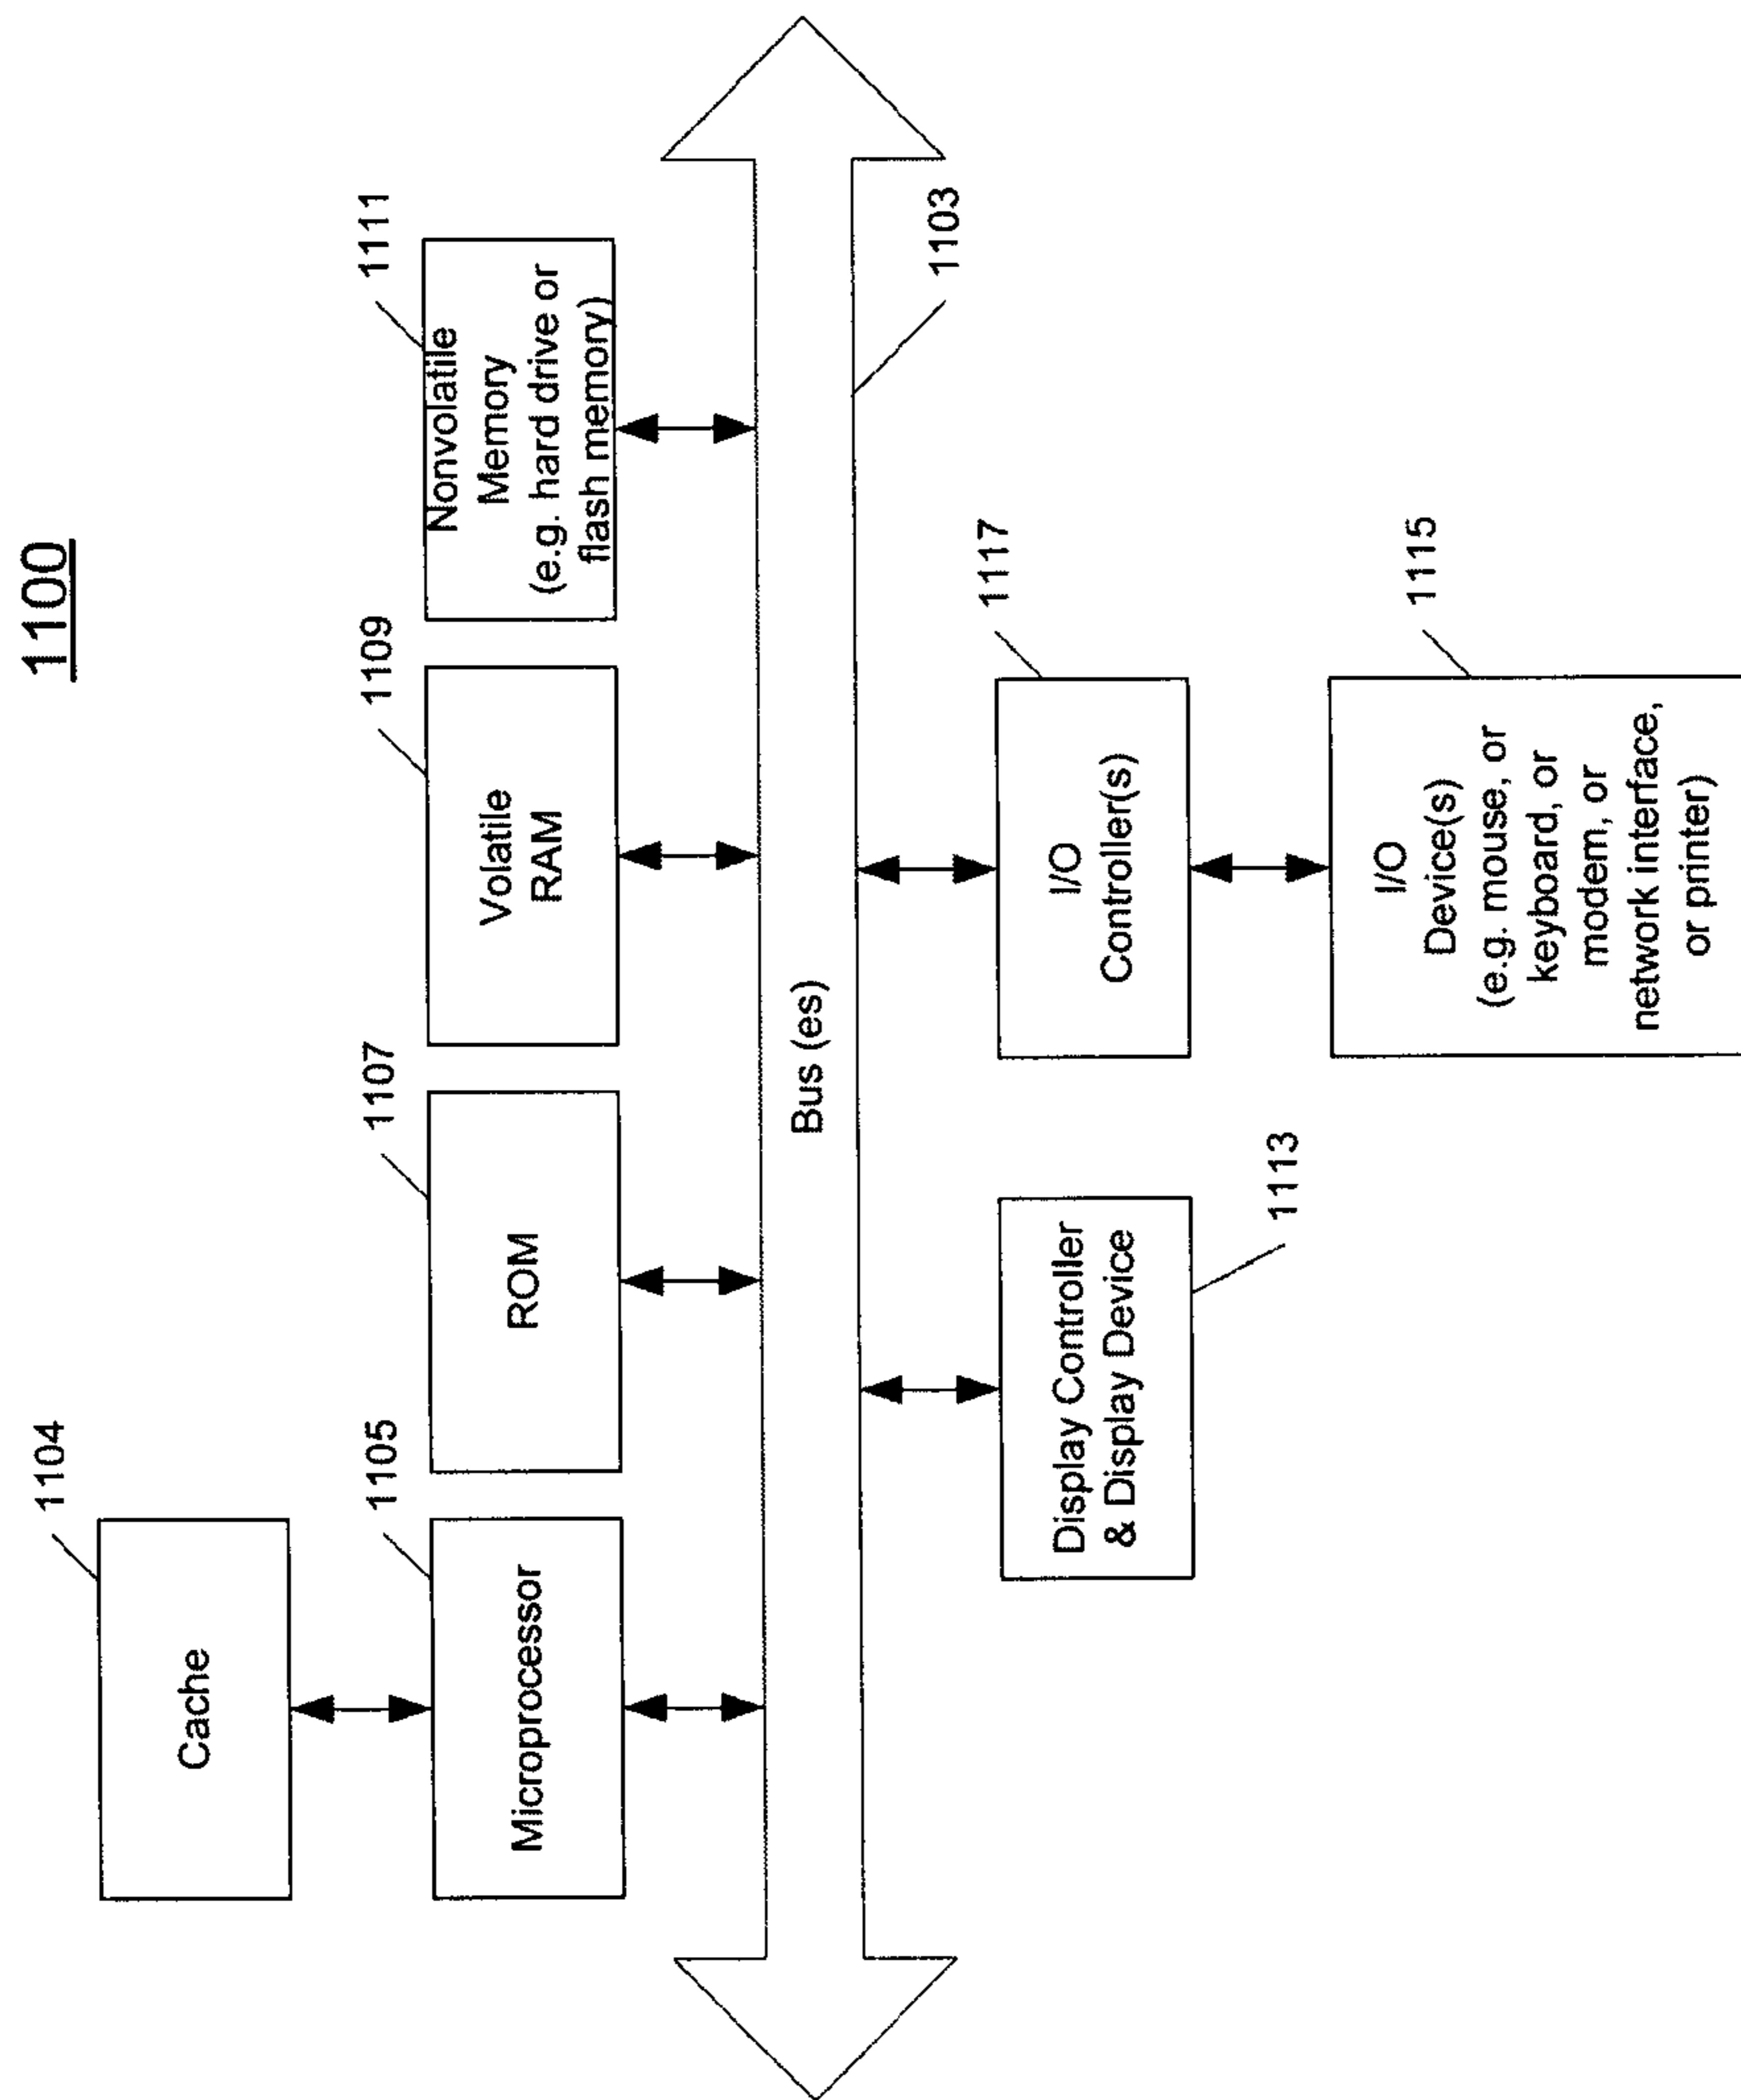 1100
1104
Cache
1105
Microprocessor
1107
ROM
1109
Volatile
RAM
1111
Nonvolatile
Memory
(e.g. hard drive or
flash memory)
Bus (es)
1103
Display Controller
& Display Device
1113
1117
I/O
Controller(s)
1115
I/O
Device(s)
(e.g. mouse, or
keyboard, or
modem, or
network interface,
or printer)